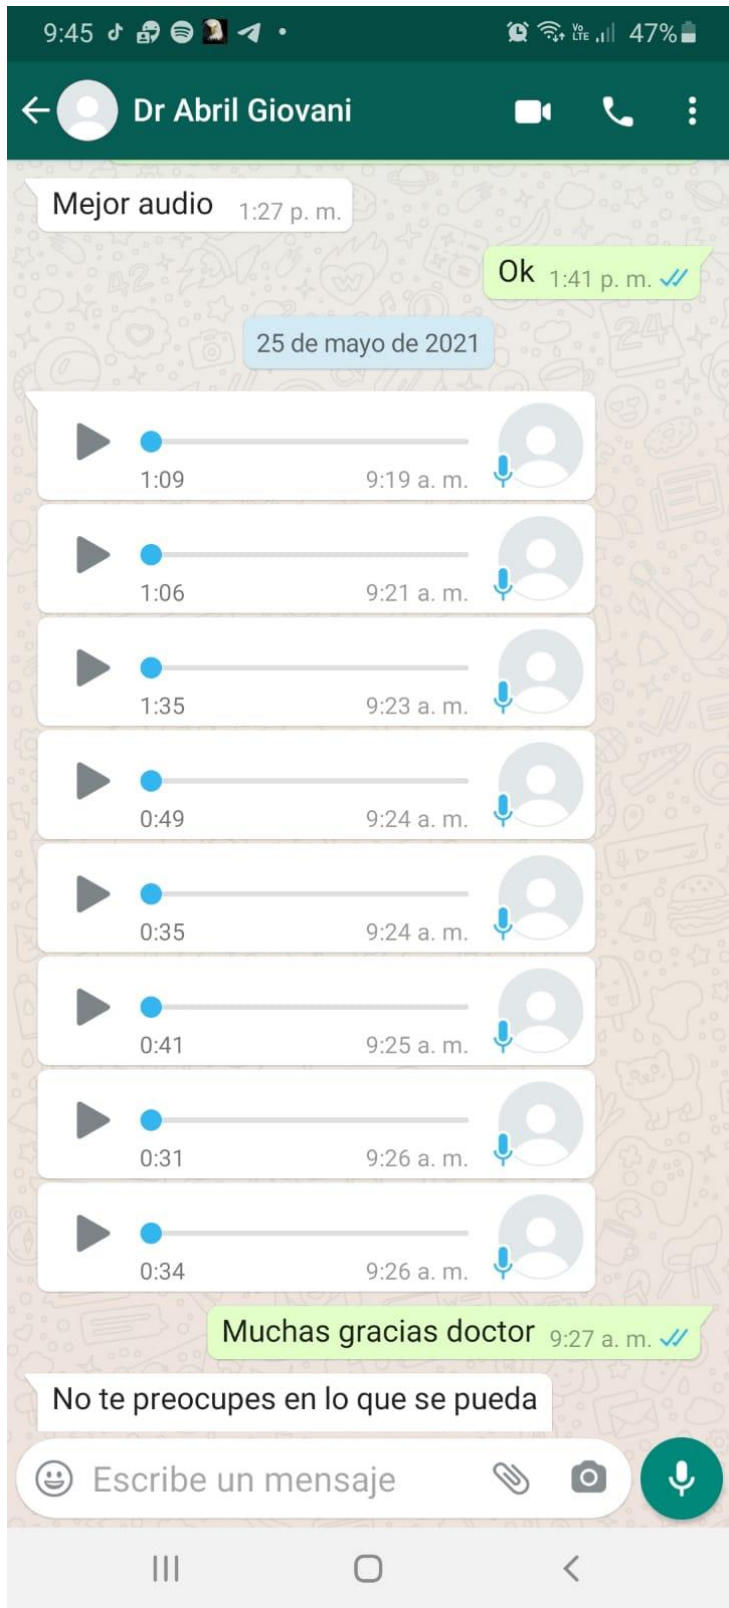 9:45 47%
Dr Abril Giovani
Mejor audio 1:27 p. m.
Ok 1:41 p. m.
25 de mayo de 2021
1:09 9:19 a. m.
1:06 9:21 a. m.
1:35 9:23 a. m.
0:49 9:24 a. m.
0:35 9:24 a. m.
0:41 9:25 a. m.
0:31 9:26 a. m.
0:34 9:26 a. m.
Muchas gracias doctor 9:27 a. m.
No te preocupes en lo que se pueda
Escribe un mensaje